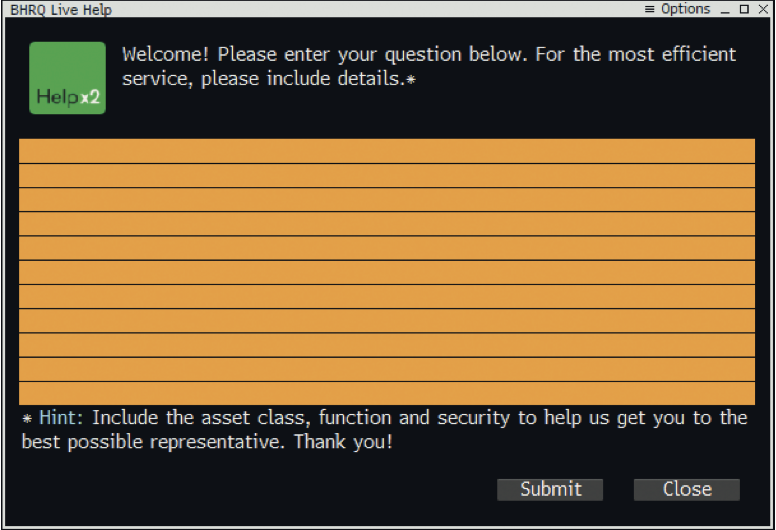 BHRQ Live Help
≡ Options _ □ ×
Welcome! Please enter your question below. For the most efficient
service, please include details.*
Helpx2
* Hint: Include the asset class, function and security to help us get you to the
best possible representative. Thank you!
Submit Close